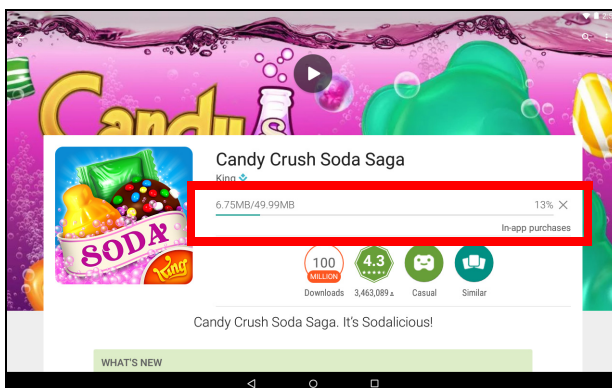 Candy
Candy Crush Soda Saga
King
6.75MB/49.99MB 13%
In-app purchases
SODA
King
100
MILLION
4.3
Downloads 3,463,089 Casual Similar
Candy Crush Soda Saga. It's Sodalicious!
WHAT'S NEW